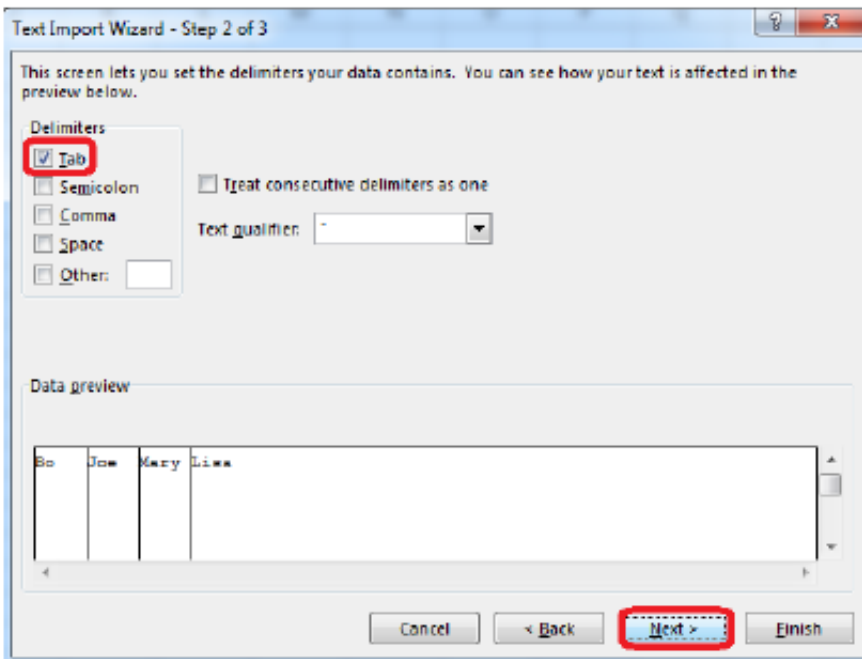 Text Import Wizard - Step 2 of 3
This screen lets you set the delimiters your data contains. You can see how your text is affected in the
preview below.
Delimiters
Tab
Semicolon
Comma
Space
Other:
Treat consecutive delimiters as one
Text qualifier:
Data preview
Bo Joe Mary Lisa
Cancel < Back Next > Finish